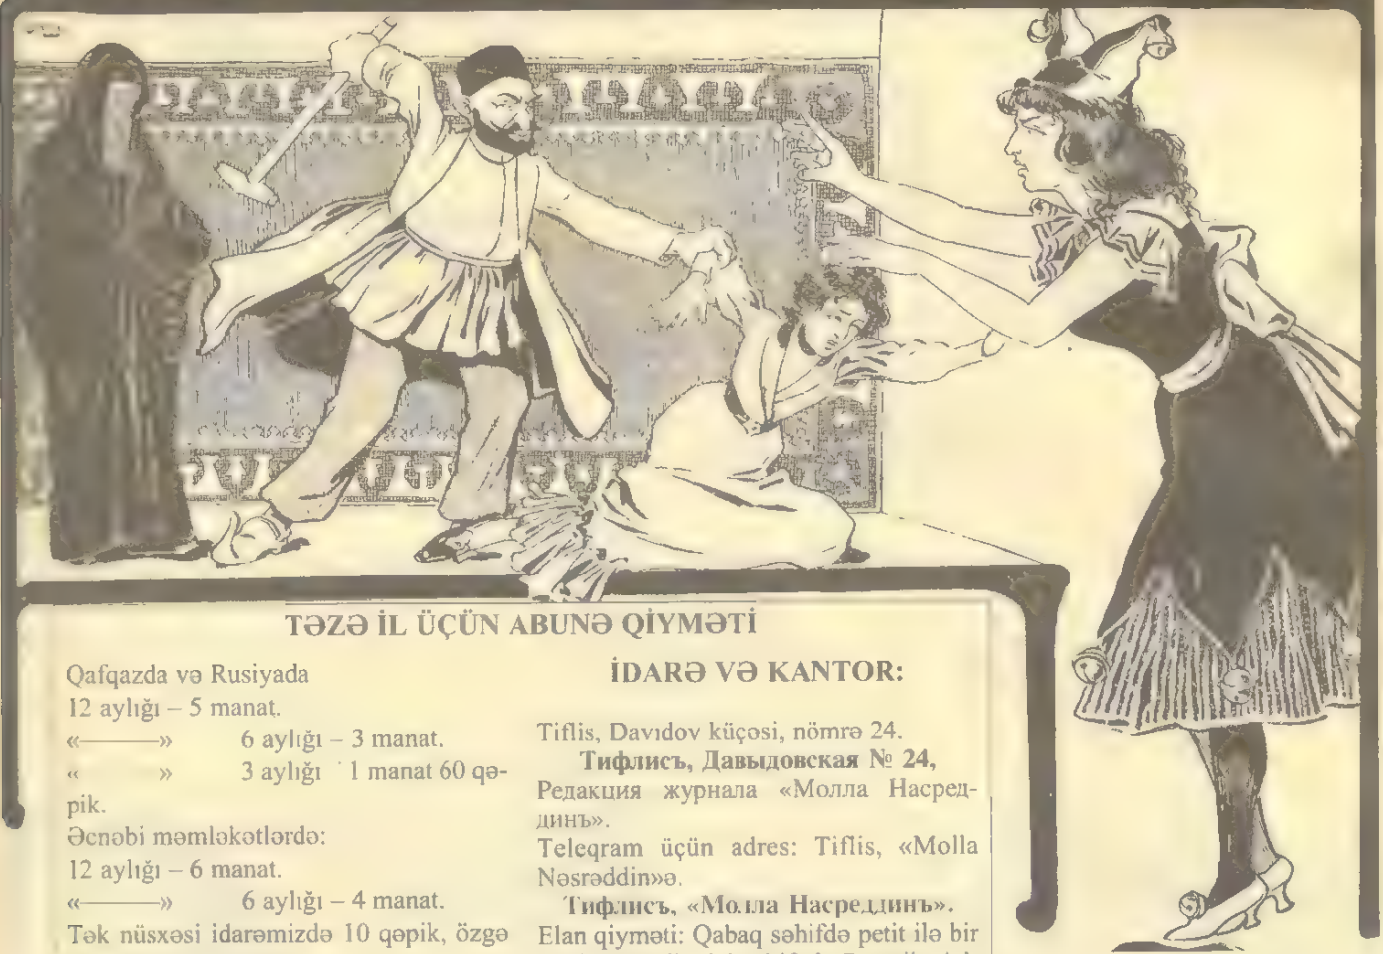 TƏZƏ İL ÜÇÜN ABUNƏ QİYMƏTİ
Qafqazda və Rusiyada
12 aylığı – 5 manat.
«———» 6 aylığı – 3 manat.
« » 3 aylığı 1 manat 60 qə-
pik.
Əcnəbi məmləkətlərdə:
12 aylığı – 6 manat.
«———» 6 aylığı – 4 manat.
Tək nüsxəsi idarəmizdə 10 qəpik, özgə
İDARƏ VƏ KANTOR:
Tiflis, Davıdov küçəsi, nömrə 24.
Тифлисъ, Давыдовская № 24,
Редакция журнала «Молла Насред-
динъ».
Teleqram üçün adres: Tiflis, «Molla
Nəsrəddin»ə.
Тифлисъ, «Молла Насреддинъ».
Elan qiyməti: Qabaq səhifdə petit ilə bir